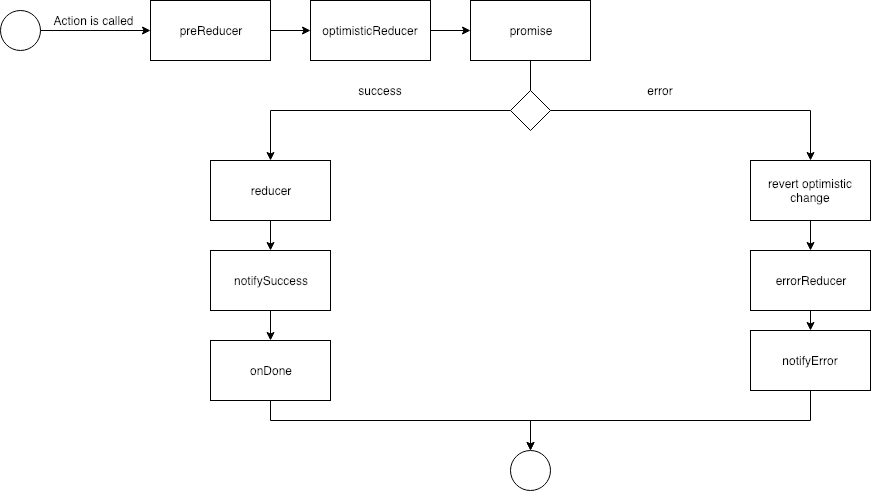 Action is called
preReducer
optimisticReducer
promise
success
error
reducer
revert optimistic
change
notifySuccess
errorReducer
onDone
notifyError